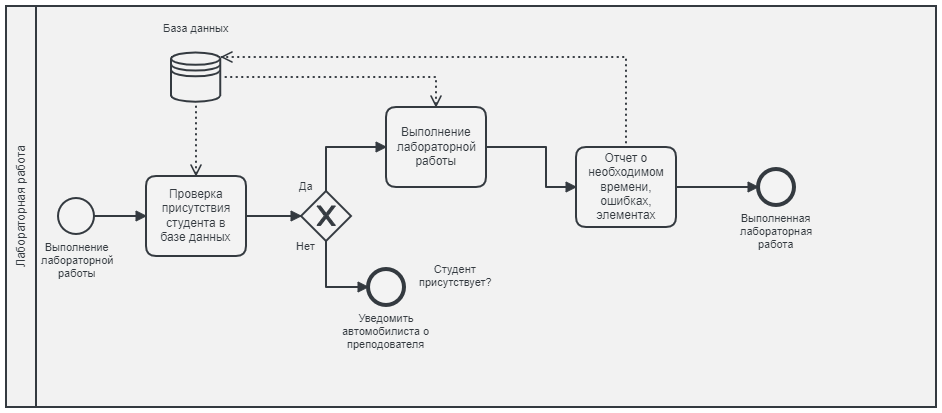 База данных
Лабораторная работа
Выполнение
лабораторной
работы
Проверка
присутствия
студента в
базе данных
Да
Нет
Выполнение
лабораторной
работы
Студент
присутствует?
Уведомить
автомобилиста о
преподователя
Отчет о
необходимом
времени,
ошибках,
элементах
Выполненная
лабораторная
работа